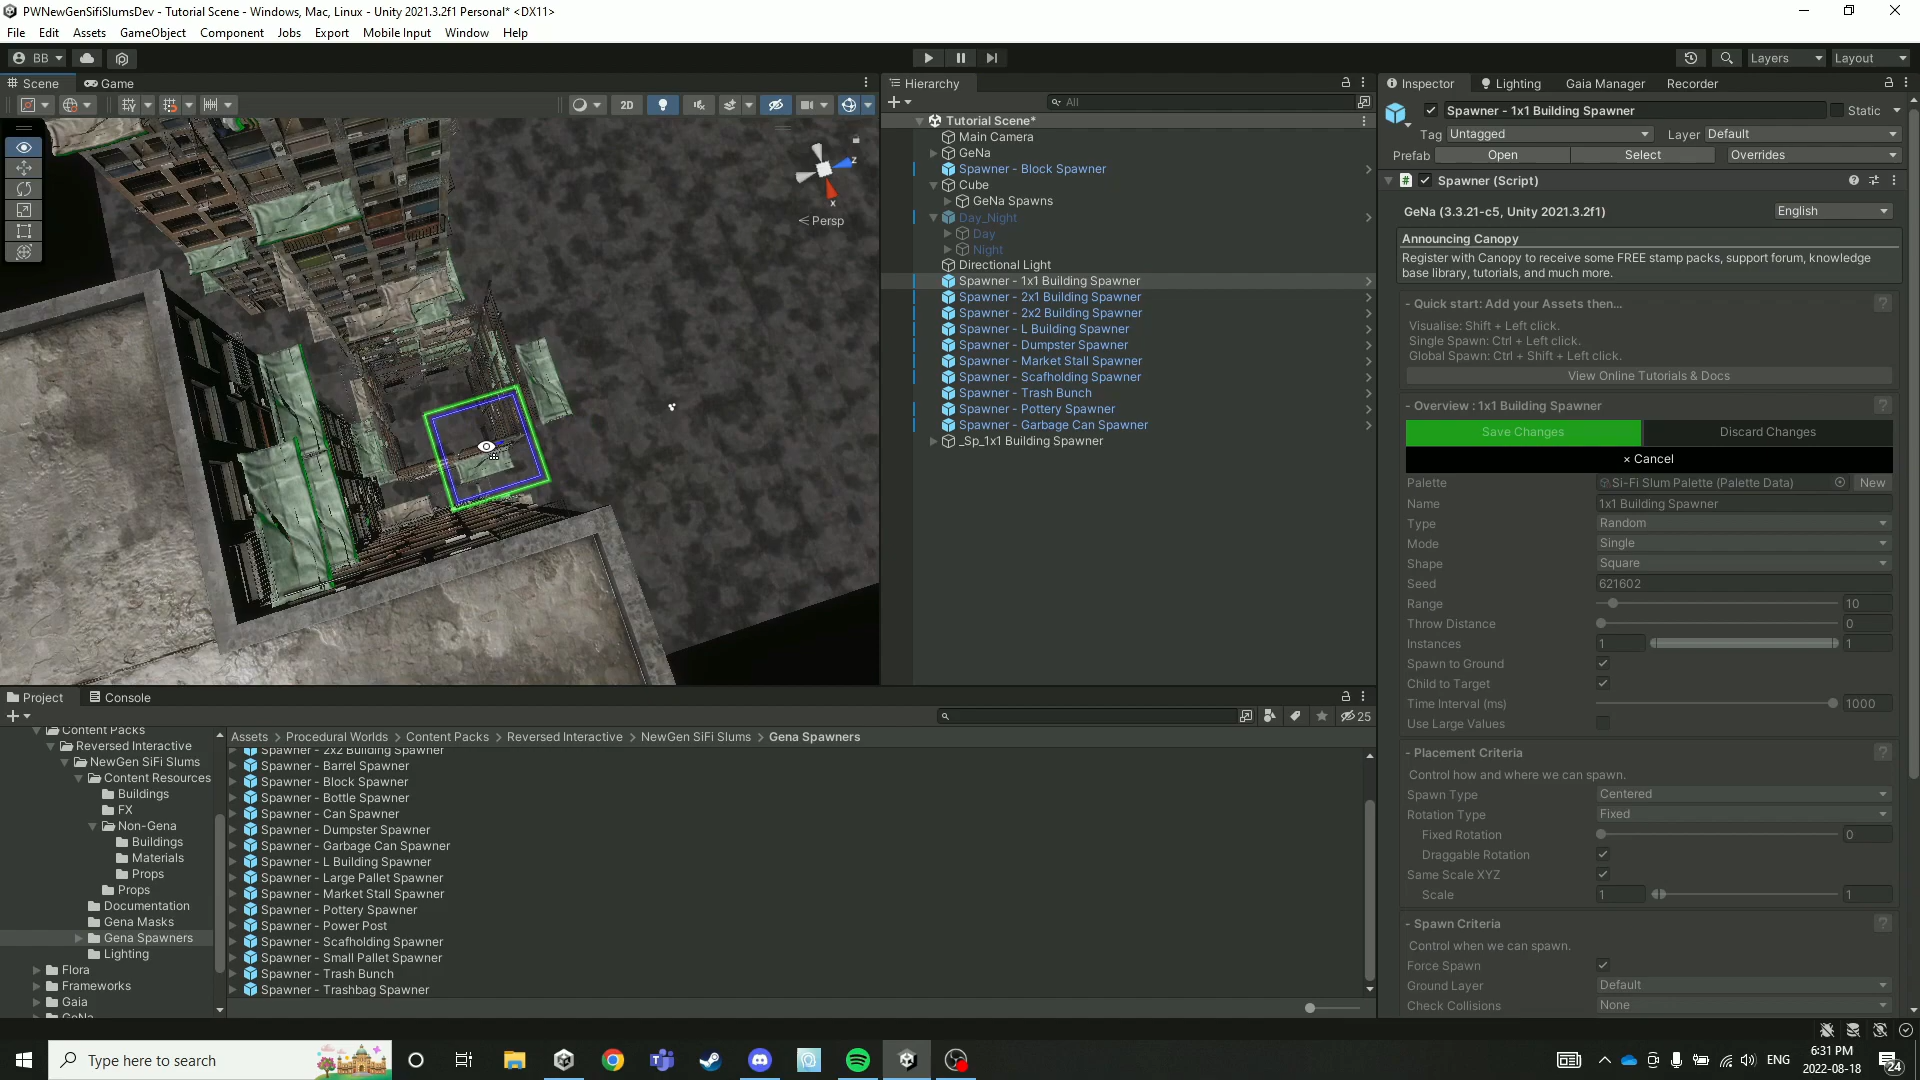 PWNewGenSifiSlumsDev - Tutorial Scene - Windows, Mac, Linux - Unity 2021.3.2f1 Personal* <DX11>
File Edit Assets GameObject Component Jobs Export Mobile Input Window Help
BB
Layers Layout
Scene Game
2D
z
x
Persp
Hierarchy
All
Tutorial Scene*
Main Camera
GeNa
Spawner - Block Spawner
Cube
GeNa Spawns
Day_Night
Day
Night
Directional Light
Spawner - 1x1 Building Spawner
Spawner - 2x1 Building Spawner
Spawner - 2x2 Building Spawner
Spawner - L Building Spawner
Spawner - Dumpster Spawner
Spawner - Market Stall Spawner
Spawner - Scafholding Spawner
Spawner - Trash Bunch
Spawner - Pottery Spawner
Spawner - Garbage Can Spawner
_Sp_1x1 Building Spawner
Inspector Lighting Gaia Manager Recorder
Spawner - 1x1 Building Spawner Static
Tag Untagged Layer Default
Prefab Open Select Overrides
Spawner (Script)
GeNa (3.3.21-c5, Unity 2021.3.2f1) English
Announcing Canopy
Register with Canopy to receive some FREE stamp packs, support forum, knowledge
base library, tutorials, and much more.
- Quick start: Add your Assets then... ?
Visualise: Shift + Left click.
Single Spawn: Ctrl + Left click.
Global Spawn: Ctrl + Shift + Left click.
View Online Tutorials & Docs
- Overview : 1x1 Building Spawner ?
Save Changes Discard Changes
× Cancel
Palette Si-Fi Slum Palette (Palette Data) New
Name 1x1 Building Spawner
Type Random
Mode Single
Shape Square
Seed 621602
Range 10
Throw Distance 0
Instances 1 1
Spawn to Ground
Child to Target
Time Interval (ms) 1000
Use Large Values
- Placement Criteria ?
Control how and where we can spawn.
Spawn Type Centered
Rotation Type Fixed
Fixed Rotation 0
Draggable Rotation
Same Scale XYZ
Scale 1 1
- Spawn Criteria ?
Control when we can spawn.
Force Spawn
Ground Layer Default
Check Collisions None
Project Console
25
Content Packs
Reversed Interactive
NewGen SiFi Slums
Content Resources
Buildings
FX
Non-Gena
Buildings
Materials
Props
Props
Documentation
Gena Masks
Gena Spawners
Lighting
Flora
Frameworks
Gaia
GeNa
Assets > Procedural Worlds > Content Packs > Reversed Interactive > NewGen SiFi Slums > Gena Spawners
Spawner - 2x2 Building Spawner
Spawner - Barrel Spawner
Spawner - Block Spawner
Spawner - Bottle Spawner
Spawner - Can Spawner
Spawner - Dumpster Spawner
Spawner - Garbage Can Spawner
Spawner - L Building Spawner
Spawner - Large Pallet Spawner
Spawner - Market Stall Spawner
Spawner - Pottery Spawner
Spawner - Power Post
Spawner - Scafholding Spawner
Spawner - Small Pallet Spawner
Spawner - Trash Bunch
Spawner - Trashbag Spawner
Type here to search
ENG
6:31 PM
2022-08-18
24